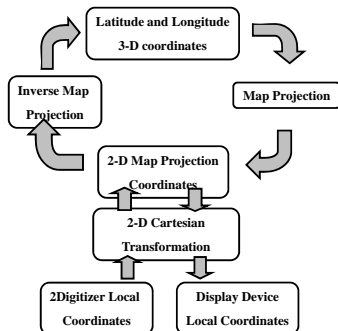 Latitude and Longitude
3-D coordinates
Inverse Map
Projection
Map Projection
2-D Map Projection
Coordinates
2-D Cartesian
Transformation
2Digitizer Local
Coordinates
Display Device
Local Coordinates